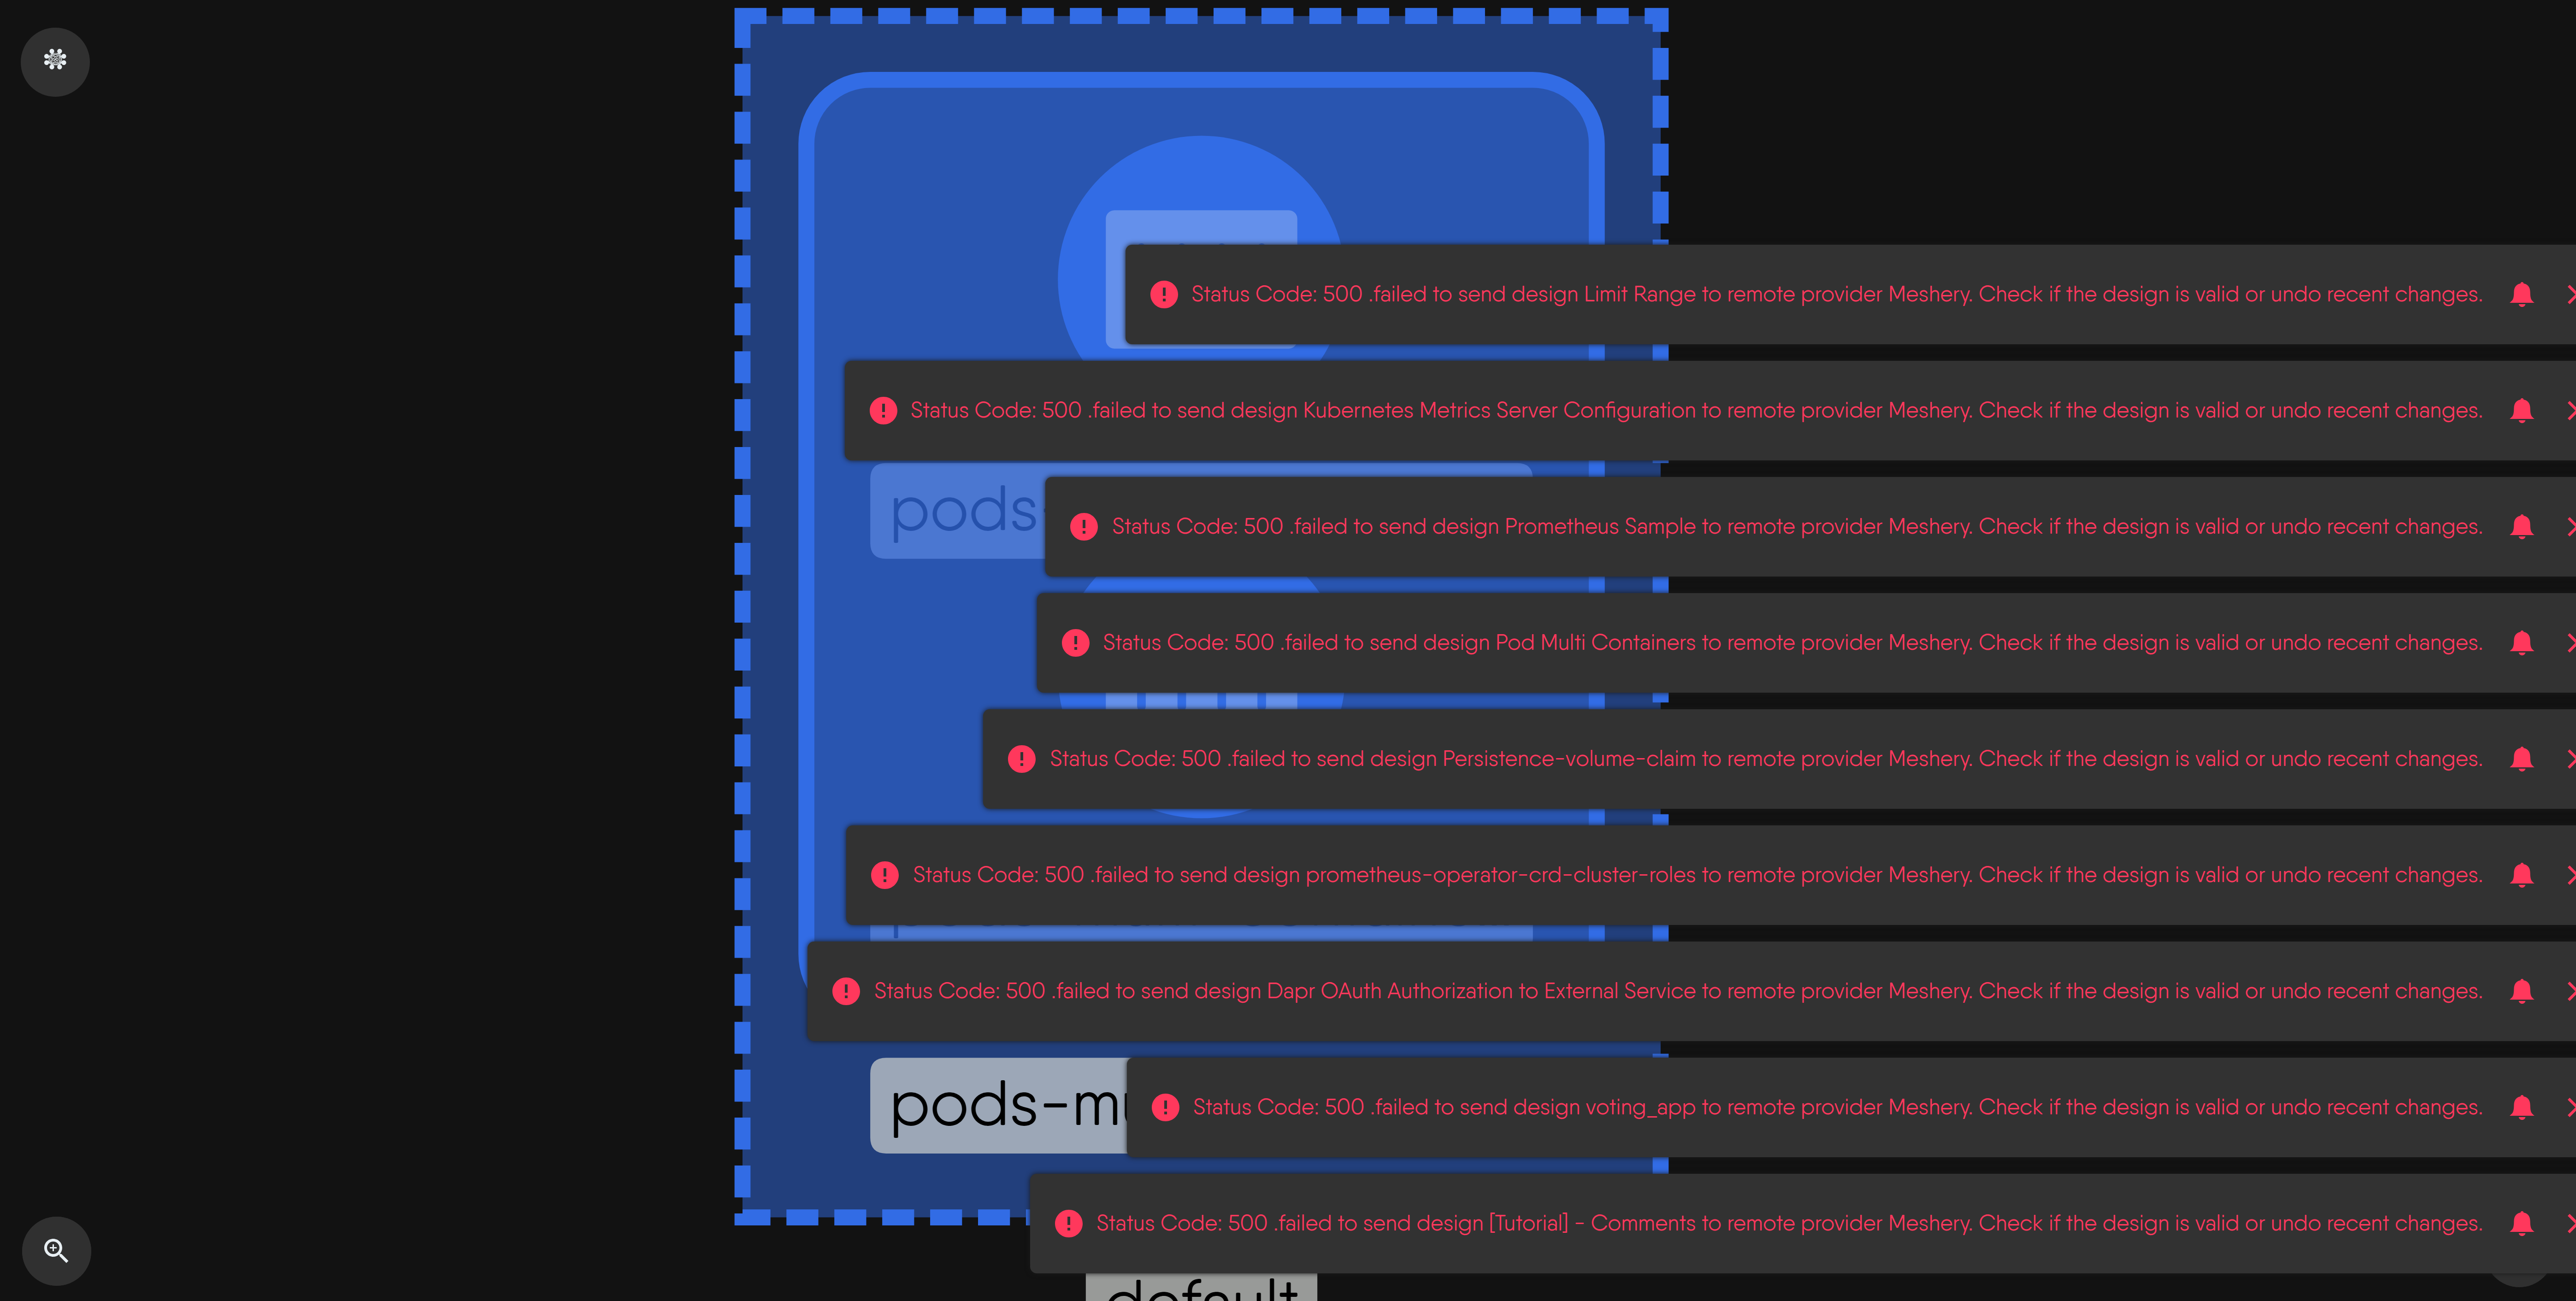 Status Code: 500 .failed to send design Limit Range to remote provider Meshery. Check if the design is valid or undo recent changes.
Status Code: 500 .failed to send design Kubernetes Metrics Server Configuration to remote provider Meshery. Check if the design is valid or undo recent changes.
pods-
Status Code: 500 .failed to send design Prometheus Sample to remote provider Meshery. Check if the design is valid or undo recent changes.
Status Code: 500 .failed to send design Pod Multi Containers to remote provider Meshery. Check if the design is valid or undo recent changes.
Status Code: 500 .failed to send design Persistence-volume-claim to remote provider Meshery. Check if the design is valid or undo recent changes.
Status Code: 500 .failed to send design prometheus-operator-crd-cluster-roles to remote provider Meshery. Check if the design is valid or undo recent changes.
Status Code: 500 .failed to send design Dapr OAuth Authorization to External Service to remote provider Meshery. Check if the design is valid or undo recent changes.
pods-mu
Status Code: 500 .failed to send design voting_app to remote provider Meshery. Check if the design is valid or undo recent changes.
Status Code: 500 .failed to send design [Tutorial] - Comments to remote provider Meshery. Check if the design is valid or undo recent changes.
default